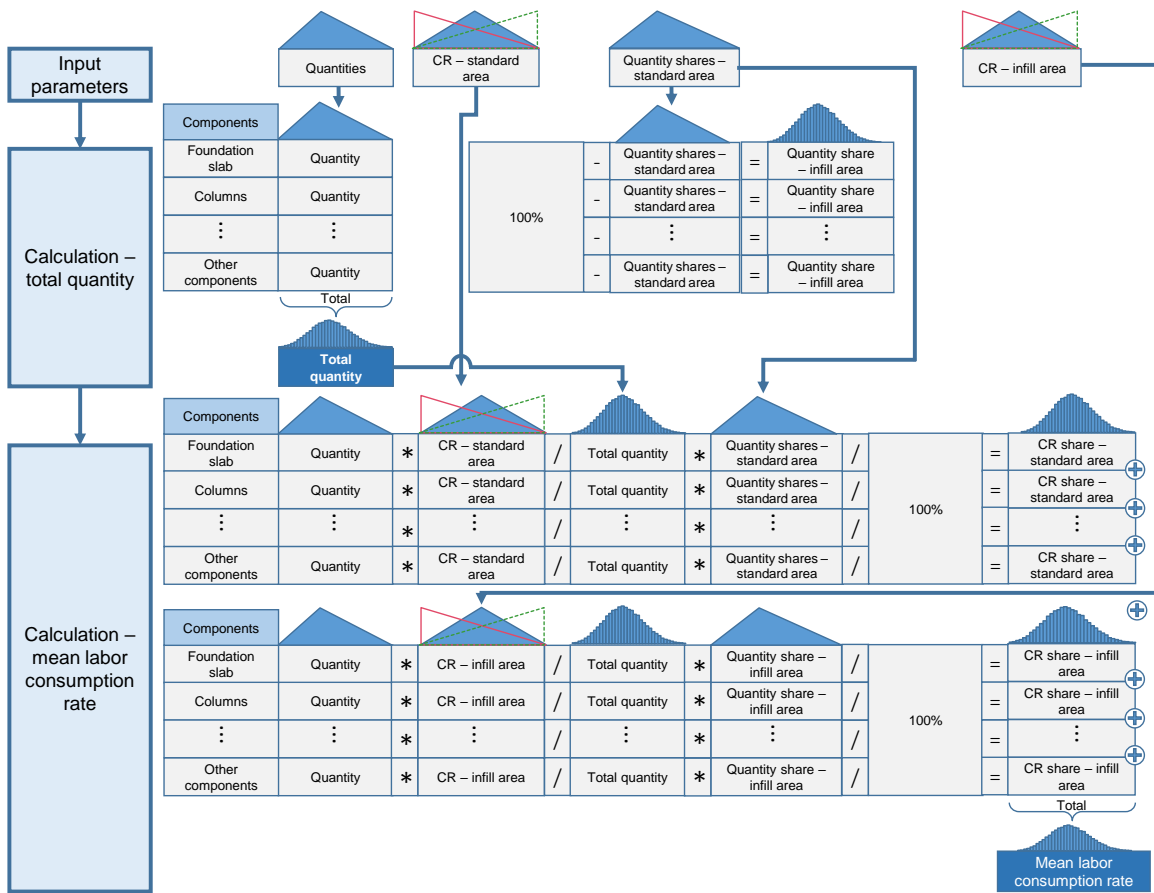 Input
parameters
Quantities
CR – standard
area
Quantity shares –
standard area
CR – infill area
Calculation –
total quantity
Components
Foundation
slab
Quantity
Columns
Quantity
⋮
⋮
Other
components
Quantity
Total
Total
quantity
100%
-
Quantity shares –
standard area
=
Quantity share
– infill area
-
Quantity shares –
standard area
=
Quantity share
– infill area
-
⋮
=
⋮
-
Quantity shares –
standard area
=
Quantity share
– infill area
Calculation –
mean labor
consumption
rate
Components
Foundation
slab
Quantity
*
CR – standard
area
/
Total quantity
*
Quantity shares –
standard area
/
100%
=
CR share –
standard area
+
Columns
Quantity
*
CR – standard
area
/
Total quantity
*
Quantity shares –
standard area
/
=
CR share –
standard area
+
⋮
⋮
*
⋮
/
⋮
*
⋮
/
=
⋮
+
Other
components
Quantity
*
CR – standard
area
/
Total quantity
*
Quantity shares –
standard area
/
=
CR share –
standard area
+
Components
Foundation
slab
Quantity
*
CR – infill area
/
Total quantity
*
Quantity share –
infill area
/
100%
=
CR share – infill
area
+
Columns
Quantity
*
CR – infill area
/
Total quantity
*
Quantity share –
infill area
/
=
CR share – infill
area
+
⋮
⋮
*
⋮
/
⋮
*
⋮
/
=
⋮
+
Other
components
Quantity
*
CR – infill area
/
Total quantity
*
Quantity share –
infill area
/
=
CR share – infill
area
Total
Mean labor
consumption rate